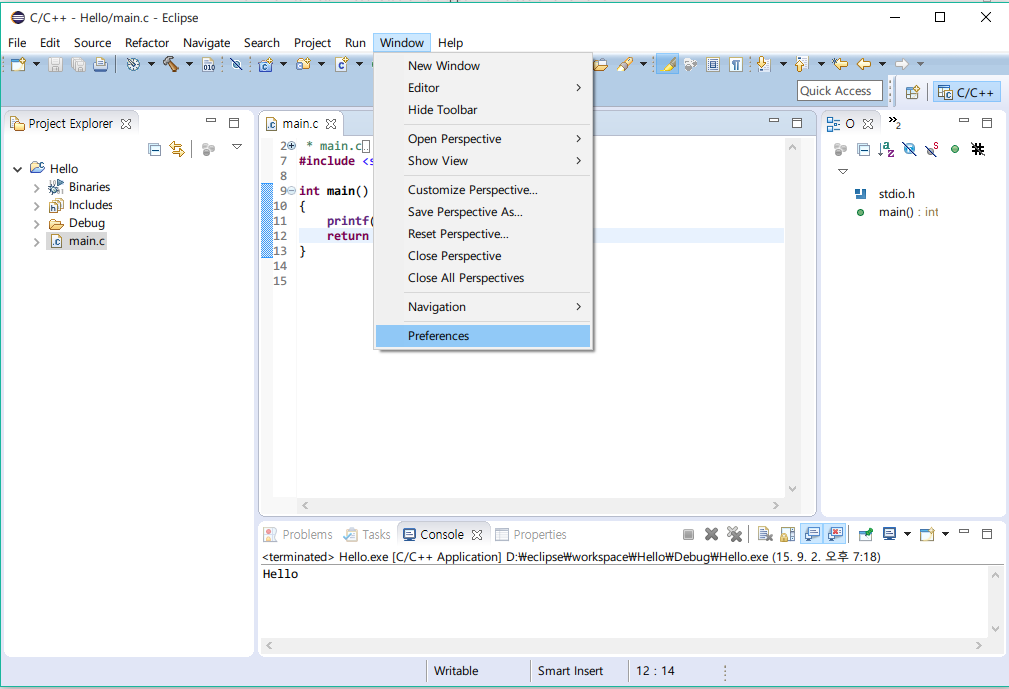 C/C++ - Hello/main.c - Eclipse
File Edit Source Refactor Navigate Search Project Run Window Help
New Window
Editor
Hide Toolbar
Open Perspective
Show View
Customize Perspective...
Save Perspective As...
Reset Perspective...
Close Perspective
Close All Perspectives
Navigation
Preferences
Quick Access
C/C++
Project Explorer
Hello
Binaries
Includes
Debug
main.c
main.c
2 * main.c
7 #include <s
8
9 int main()
10 {
11 printf(
12 return
13 }
14
15
O
2
stdio.h
main() : int
Problems Tasks Console Properties
<terminated> Hello.exe [C/C++ Application] D:₩eclipse₩workspace₩Hello₩Debug₩Hello.exe (15. 9. 2. 오후 7:18)
Hello
Writable Smart Insert 12 : 14